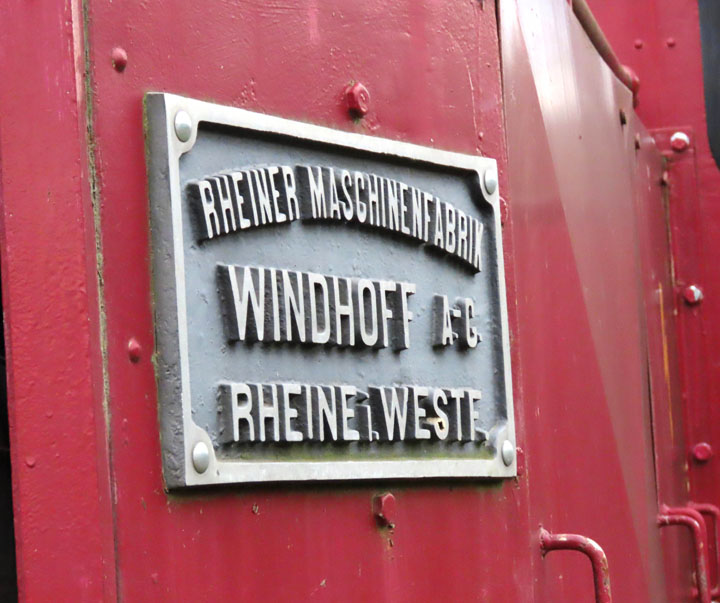 RHEINER MASCHINENFABRIK
WINDHOFF A-G.
RHEINE i. WESTF.